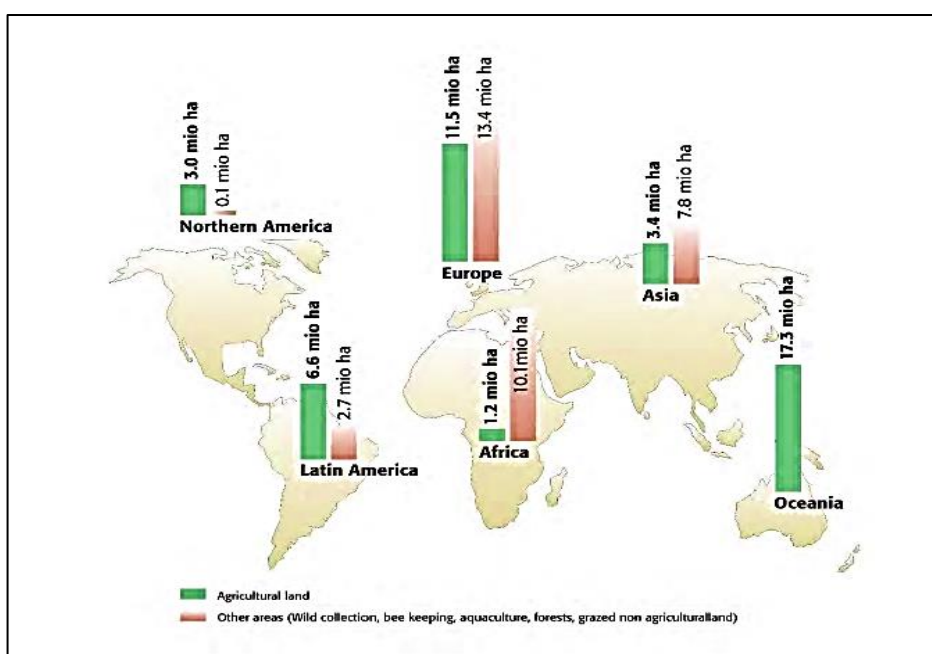 3.0 mio ha
0.1 mio ha
Northern America
11.5 mio ha
13.4 mio ha
Europe
3.4 mio ha
7.8 mio ha
Asia
6.6 mio ha
2.7 mio ha
Latin America
1.2 mio ha
10.1mio ha
Africa
17.3 mio ha
Oceania
Agricultural land
Other areas (Wild collection, bee keeping, aquaculture, forests, grazed non agriculturalland)